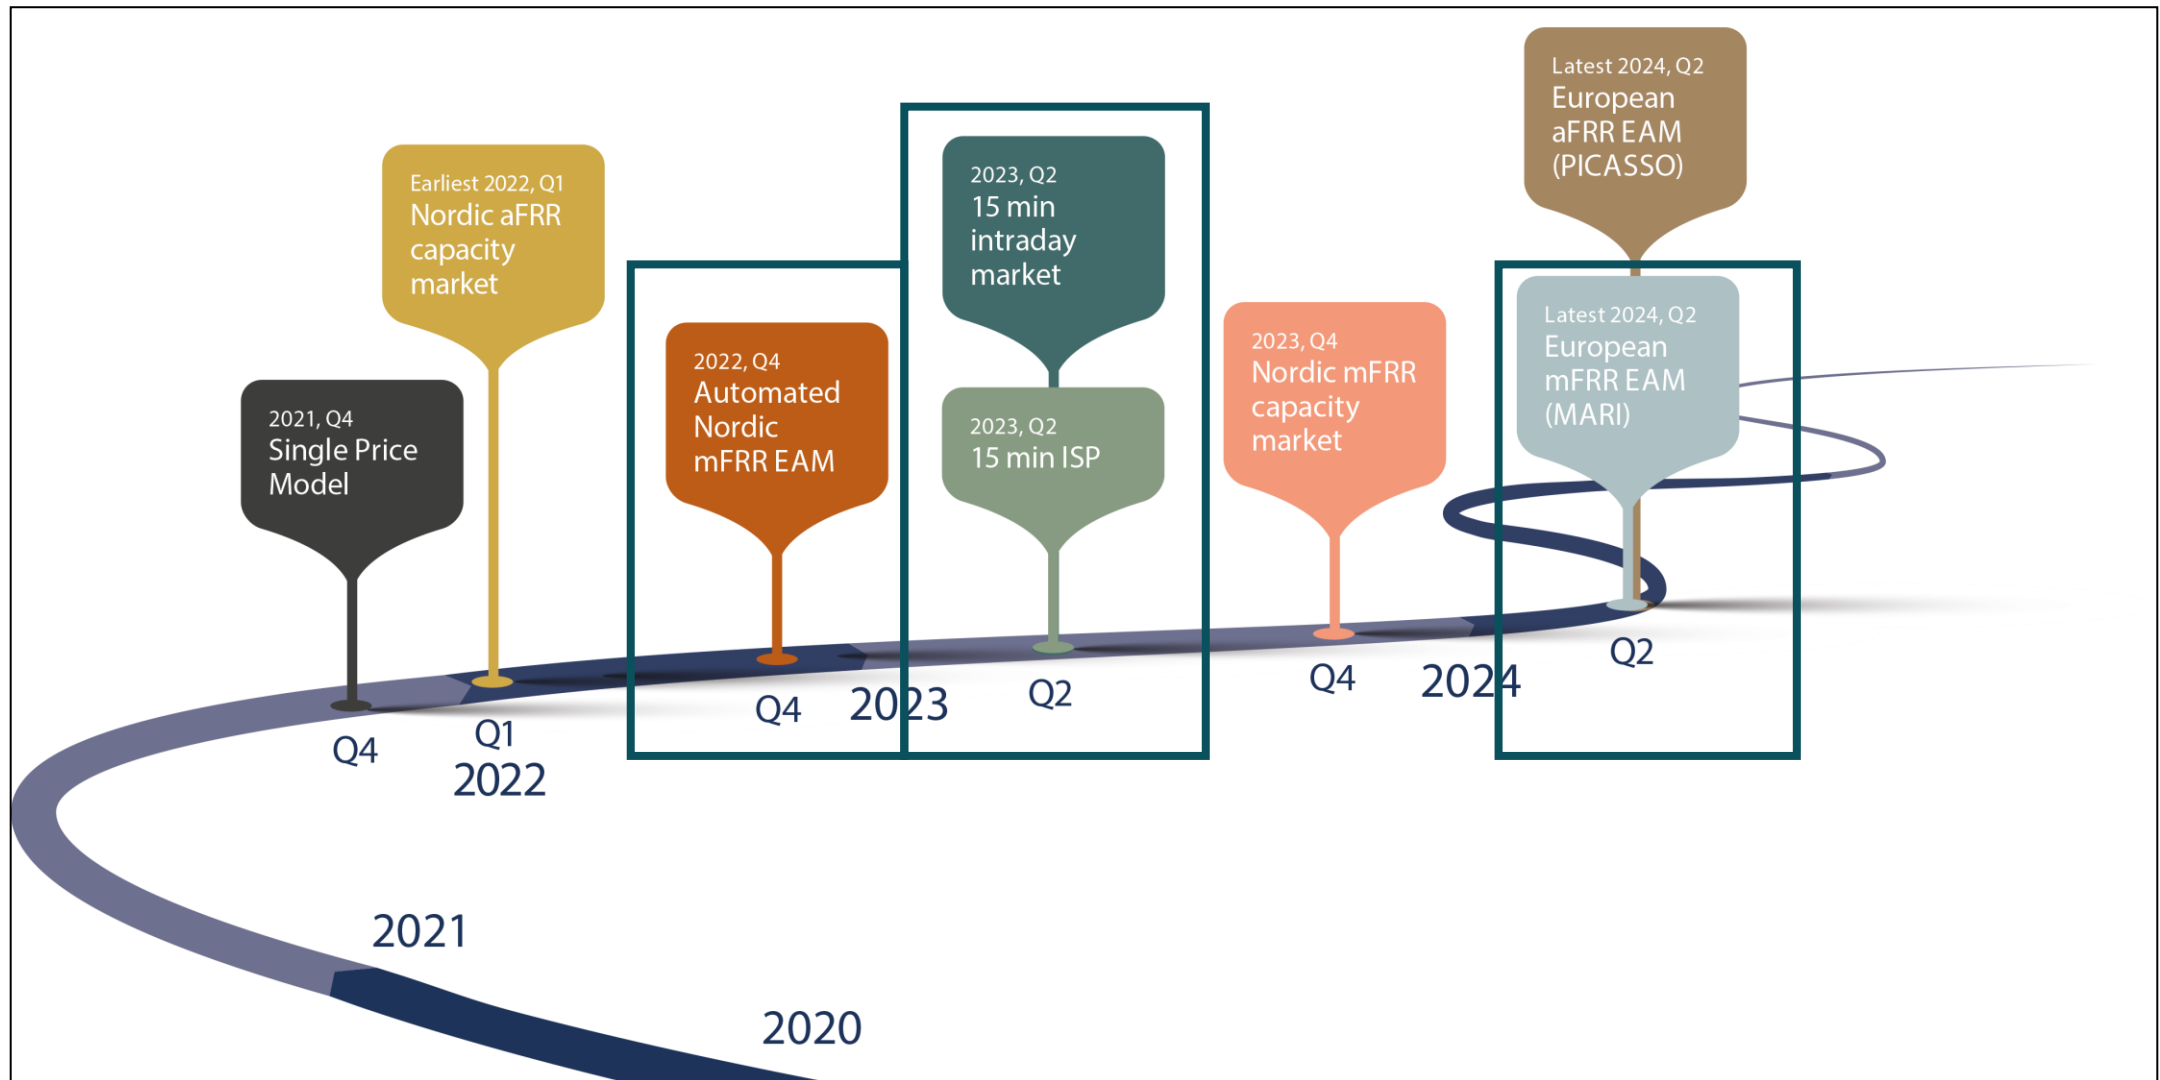 Latest 2024, Q2
European
aFRR EAM
(PICASSO)
Earliest 2022, Q1
Nordic aFRR
capacity
market
2023, Q2
15 min
intraday
market
Latest 2024, Q2
European
mFRR EAM
(MARI)
2023, Q4
Nordic mFRR
capacity
market
2022, Q4
Automated
Nordic
mFRR EAM
2021, Q4
Single Price
Model
2023, Q2
15 min ISP
Q4
Q1
2022
Q4
2023
Q2
Q4
2024
Q2
2021
2020